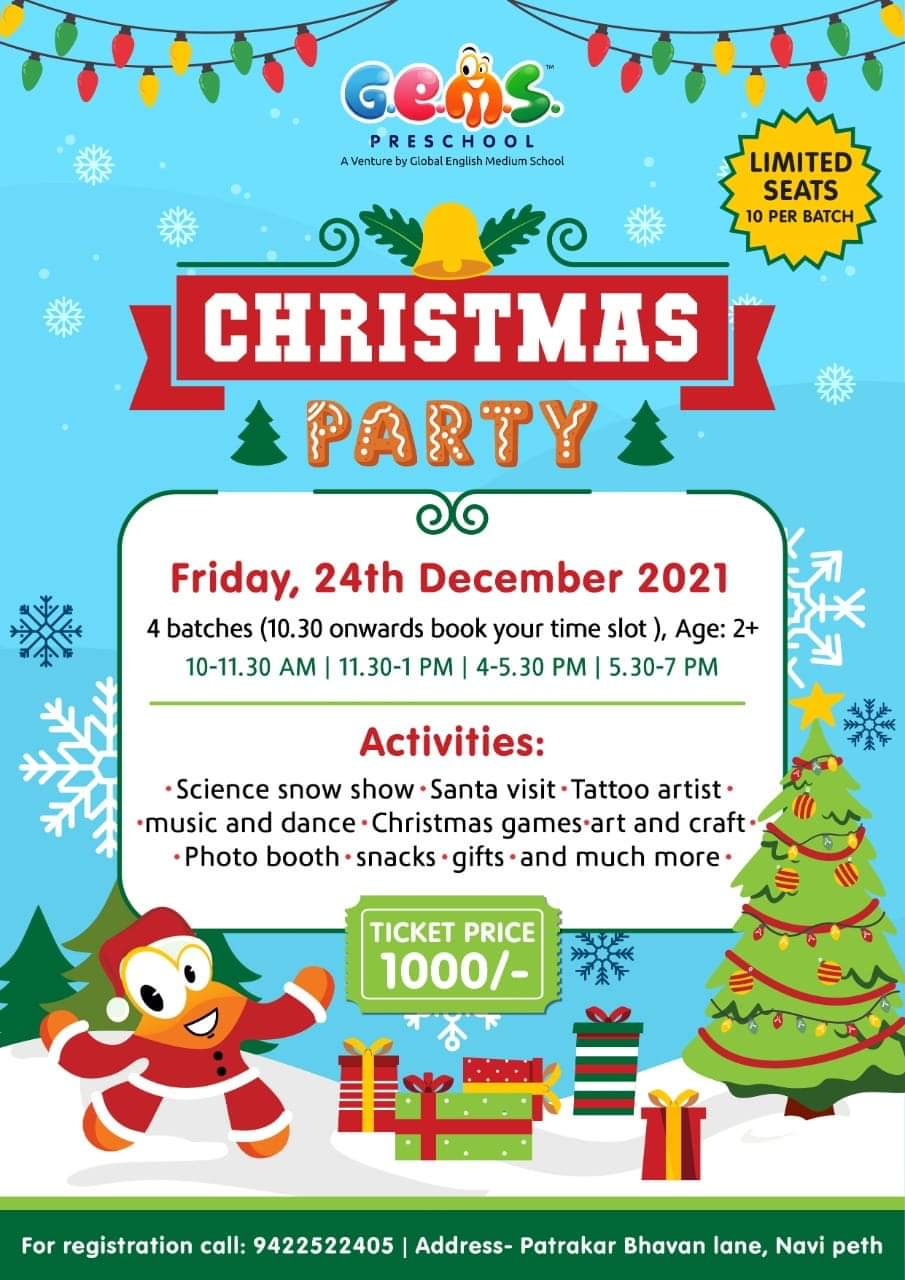 G.e.m.S.™
PRESCHOOL
A Venture by Global English Medium School
LIMITED
SEATS
10 PER BATCH
CHRISTMAS
PARTY
Friday, 24th December 2021
4 batches (10.30 onwards book your time slot ), Age: 2+
10-11.30 AM | 11.30-1 PM | 4-5.30 PM | 5.30-7 PM
Activities:
•Science snow show•Santa visit•Tattoo artist•
•music and dance•Christmas games•art and craft•
•Photo booth•snacks•gifts•and much more•
TICKET PRICE
1000/-
For registration call: 9422522405 | Address- Patrakar Bhavan lane, Navi peth